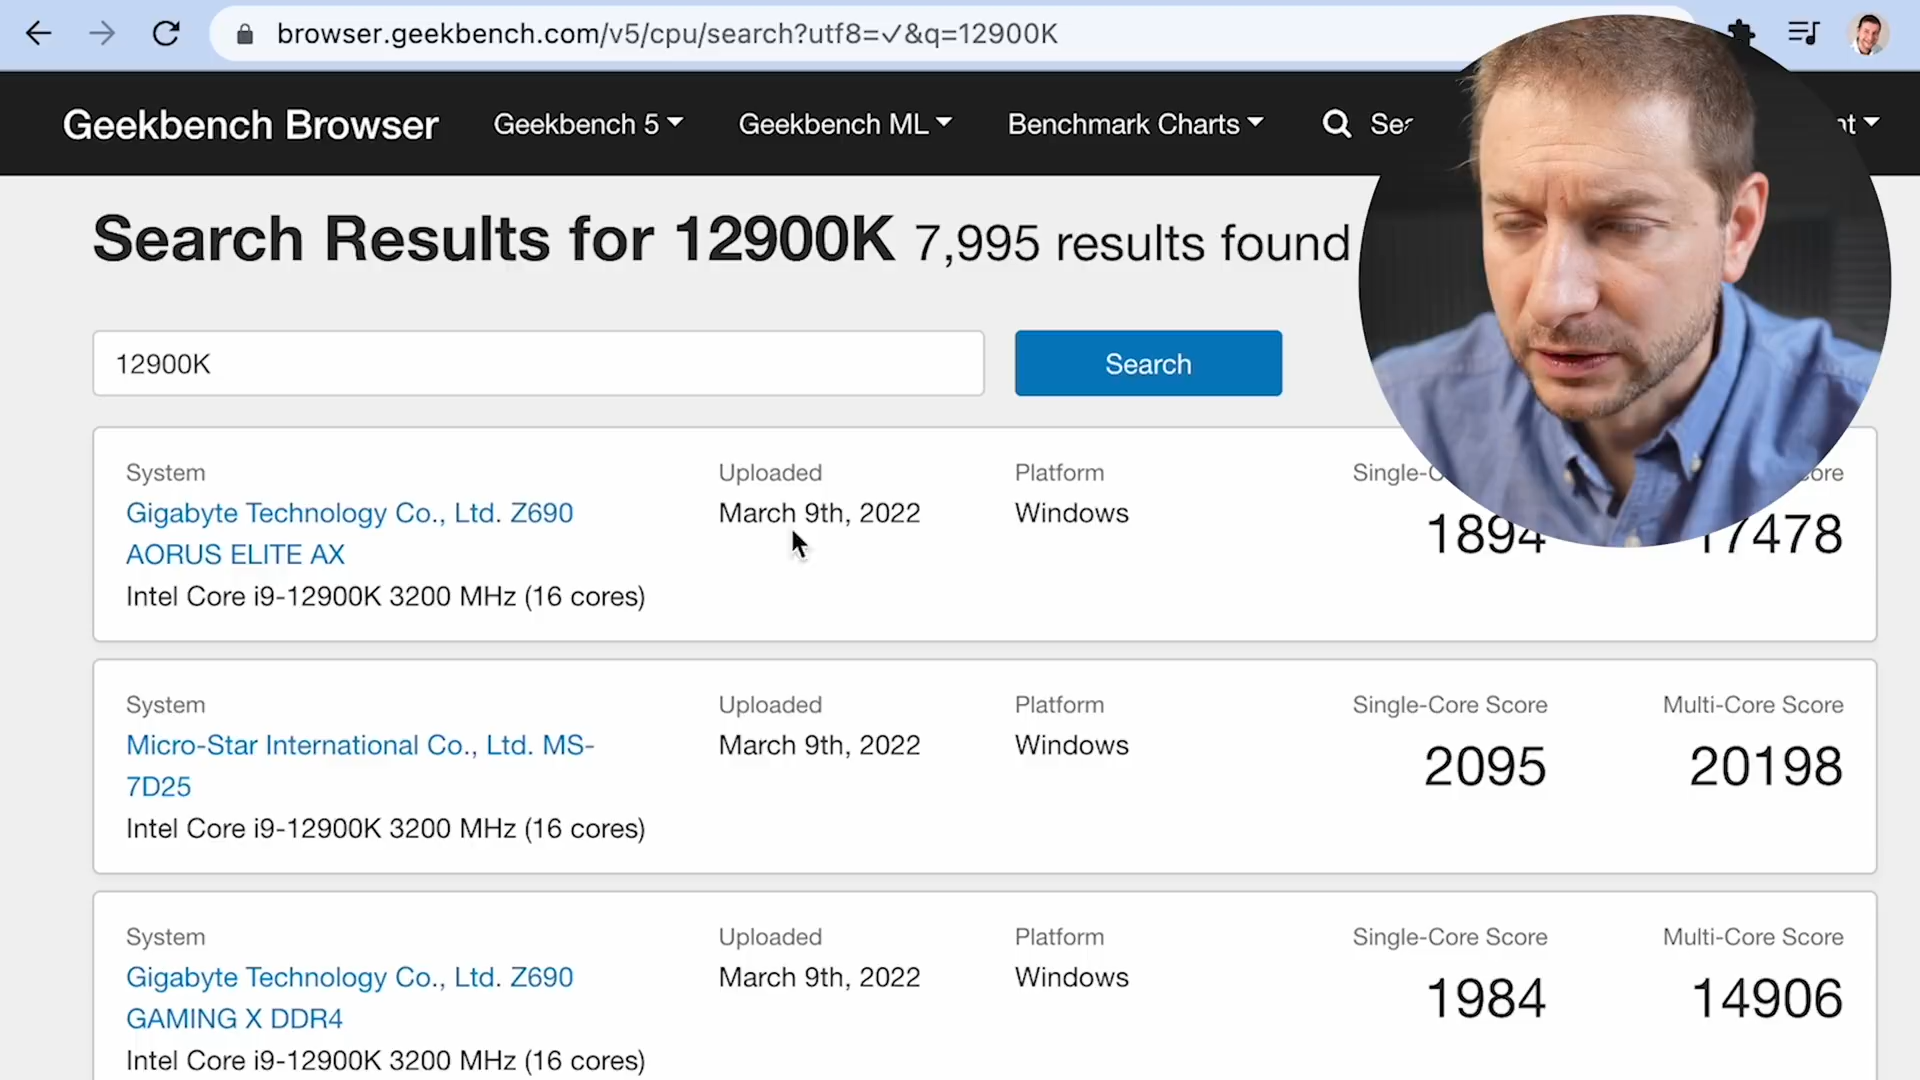 browser.geekbench.com/v5/cpu/search?utf8=✓&q=12900K
Geekbench Browser Geekbench 5 Geekbench ML Benchmark Charts
Search Results for 12900K 7,995 results found
12900K Search
System Uploaded Platform
Gigabyte Technology Co., Ltd. Z690 March 9th, 2022 Windows
AORUS ELITE AX 1894 17478
Intel Core i9-12900K 3200 MHz (16 cores)
System Uploaded Platform Single-Core Score Multi-Core Score
Micro-Star International Co., Ltd. MS- March 9th, 2022 Windows 2095 20198
7D25
Intel Core i9-12900K 3200 MHz (16 cores)
System Uploaded Platform Single-Core Score Multi-Core Score
Gigabyte Technology Co., Ltd. Z690 March 9th, 2022 Windows 1984 14906
GAMING X DDR4
Intel Core i9-12900K 3200 MHz (16 cores)